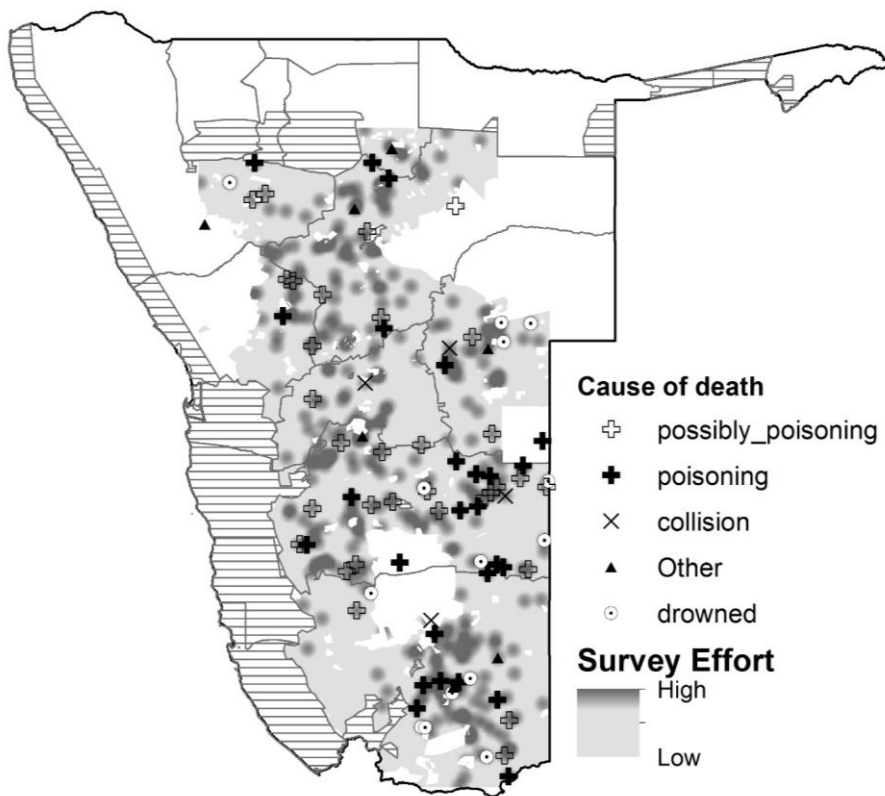 Cause of death
possibly_poisoning
poisoning
collision
Other
drowned
Survey Effort
High
Low